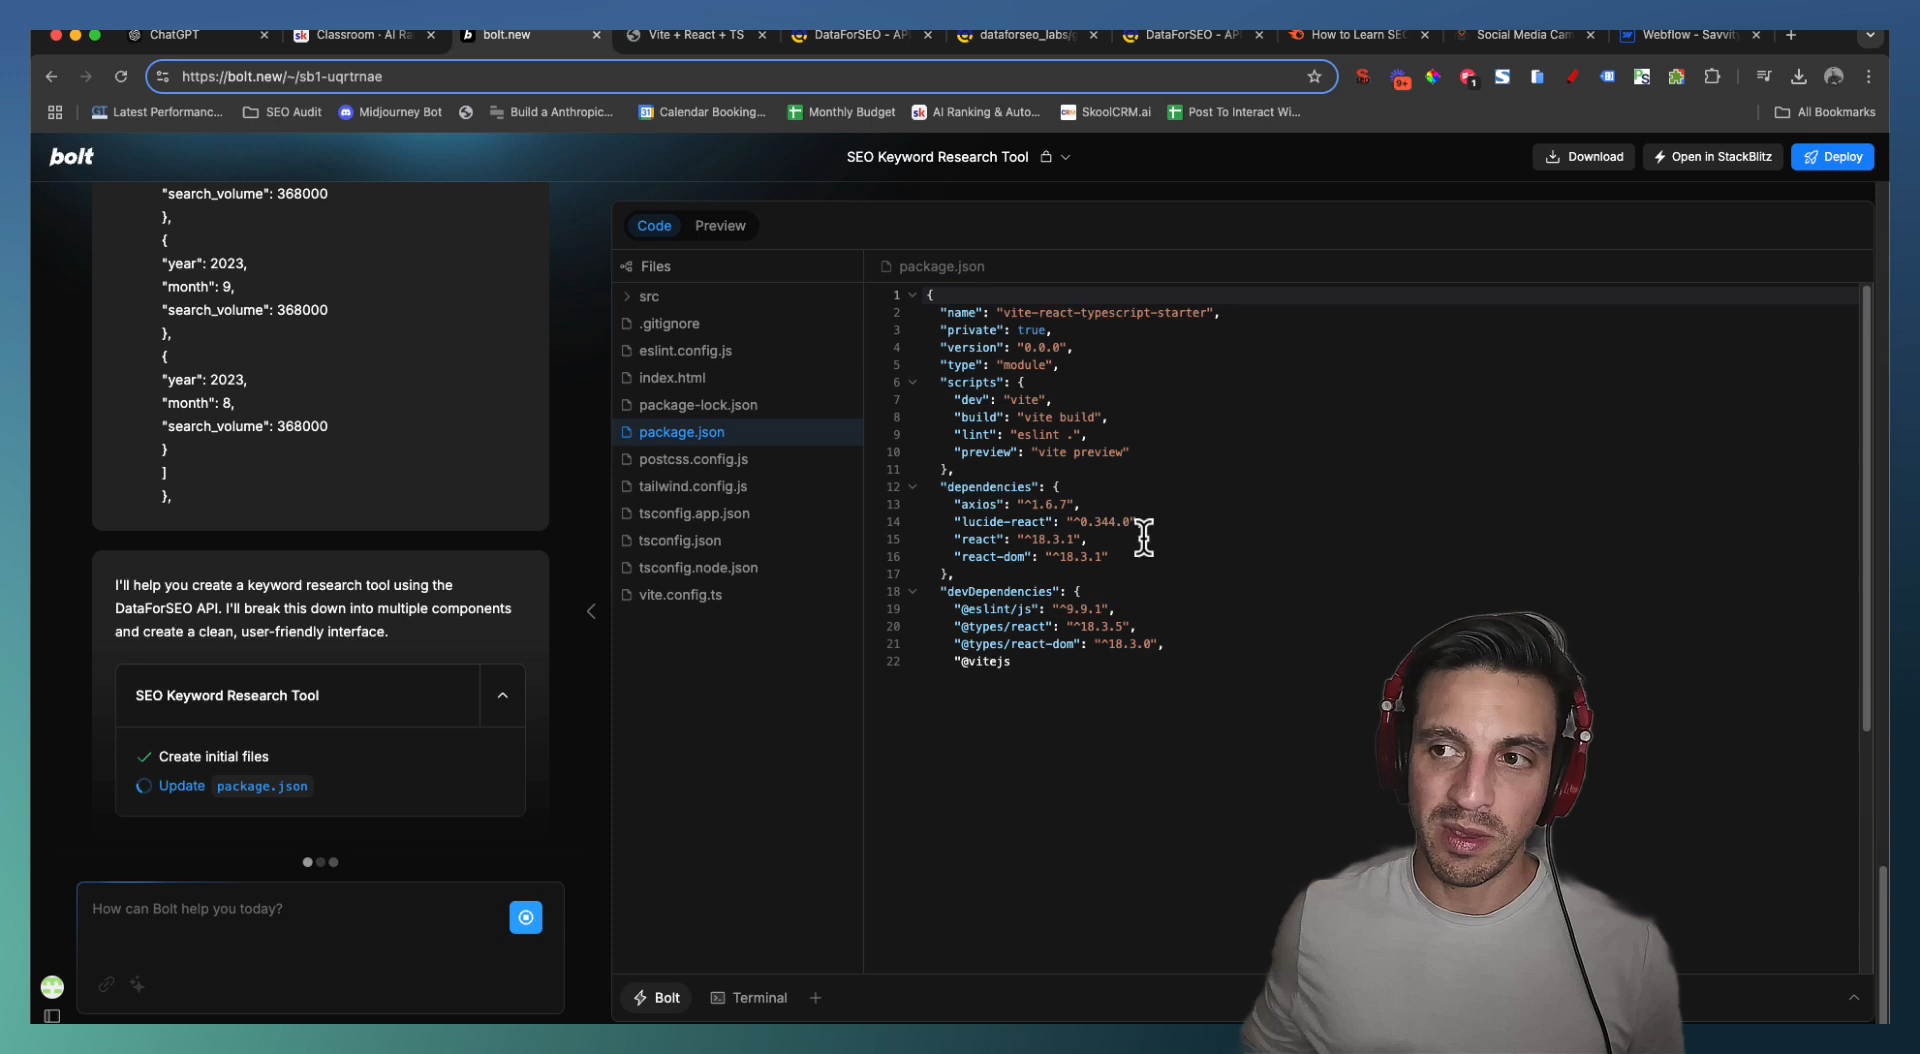 ChatGPT
Classroom · AI Ra
bolt.new
Vite + React + TS
DataForSEO - AP
dataforseo_labs/g
DataForSEO - AP
How to Learn SEO
Social Media Cam
Webflow - Savvit
https://bolt.new/~/sb1-uqrtrnae
Latest Performanc...
SEO Audit
Midjourney Bot
Build a Anthropic...
Calendar Booking...
Monthly Budget
AI Ranking & Auto...
SkoolCRM.ai
Post To Interact Wi...
All Bookmarks
bolt
SEO Keyword Research Tool
Download
Open in StackBlitz
Deploy
"search_volume": 368000
},
{
"year": 2023,
"month": 9,
"search_volume": 368000
},
{
"year": 2023,
"month": 8,
"search_volume": 368000
}
]
},
I'll help you create a keyword research tool using the
DataForSEO API. I'll break this down into multiple components
and create a clean, user-friendly interface.
SEO Keyword Research Tool
Create initial files
Update package.json
How can Bolt help you today?
Code
Preview
Files
src
.gitignore
eslint.config.js
index.html
package-lock.json
package.json
postcss.config.js
tailwind.config.js
tsconfig.app.json
tsconfig.json
tsconfig.node.json
vite.config.ts
package.json
1 {
2 "name": "vite-react-typescript-starter",
3 "private": true,
4 "version": "0.0.0",
5 "type": "module",
6 "scripts": {
7 "dev": "vite",
8 "build": "vite build",
9 "lint": "eslint .",
10 "preview": "vite preview"
11 },
12 "dependencies": {
13 "axios": "^1.6.7",
14 "lucide-react": "^0.344.0"
15 "react": "^18.3.1",
16 "react-dom": "^18.3.1"
17 },
18 "devDependencies": {
19 "@eslint/js": "^9.9.1",
20 "@types/react": "^18.3.5",
21 "@types/react-dom": "^18.3.0",
22 "@vitejs
Bolt
Terminal